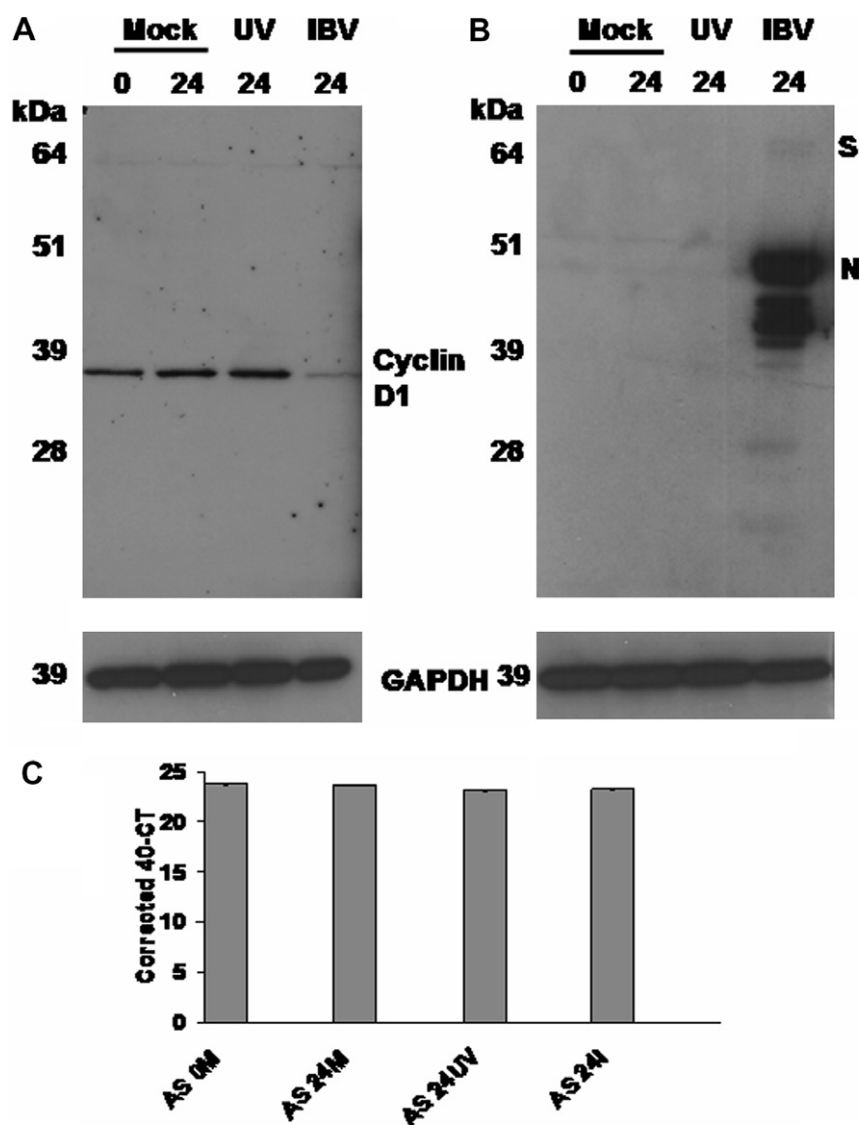 A
Mock UV IBV
0 24 24 24
kDa
64
51
39
28
Cyclin
D1
39
GAPDH
B
Mock UV IBV
24 24 24
0
kDa
64
51
39
28
S
N
39
C
Corrected 40-CT
25
20
15
10
5
0
AS 0M
AS 24M
AS 24UV
AS 24I